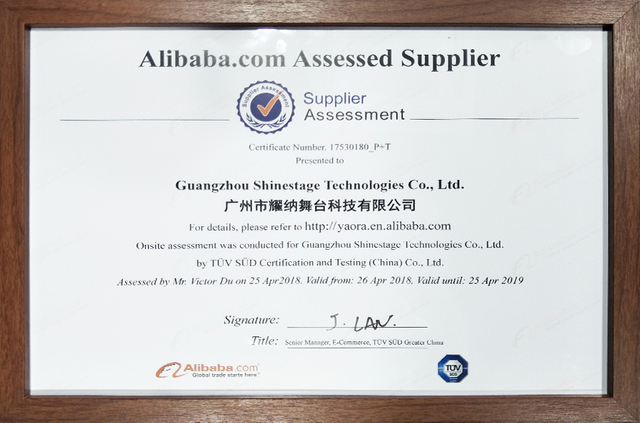 Alibaba.com Assessed Supplier
Supplier Assessment
Supplier
Assessment
Certificate Number. 17530180_P+T
Presented to
Guangzhou Shinestage Technologies Co., Ltd.
广州市耀纳舞台科技有限公司
For details, please refer to http://yaora.en.alibaba.com
Onsite assessment was conducted for Guangzhou Shinestage Technologies Co., Ltd.
by TÜV SÜD Certification and Testing (China) Co., Ltd.
Assessed by Mr. Victor Du on 25 Apr2018. Valid from: 26 Apr 2018, Valid until: 25 Apr 2019
Signature: J. LAN.
Title: Senior Manager, E-Commerce, TÜV SÜD Greater China
Alibaba.com
Global trade starts here.
TÜV
SÜD